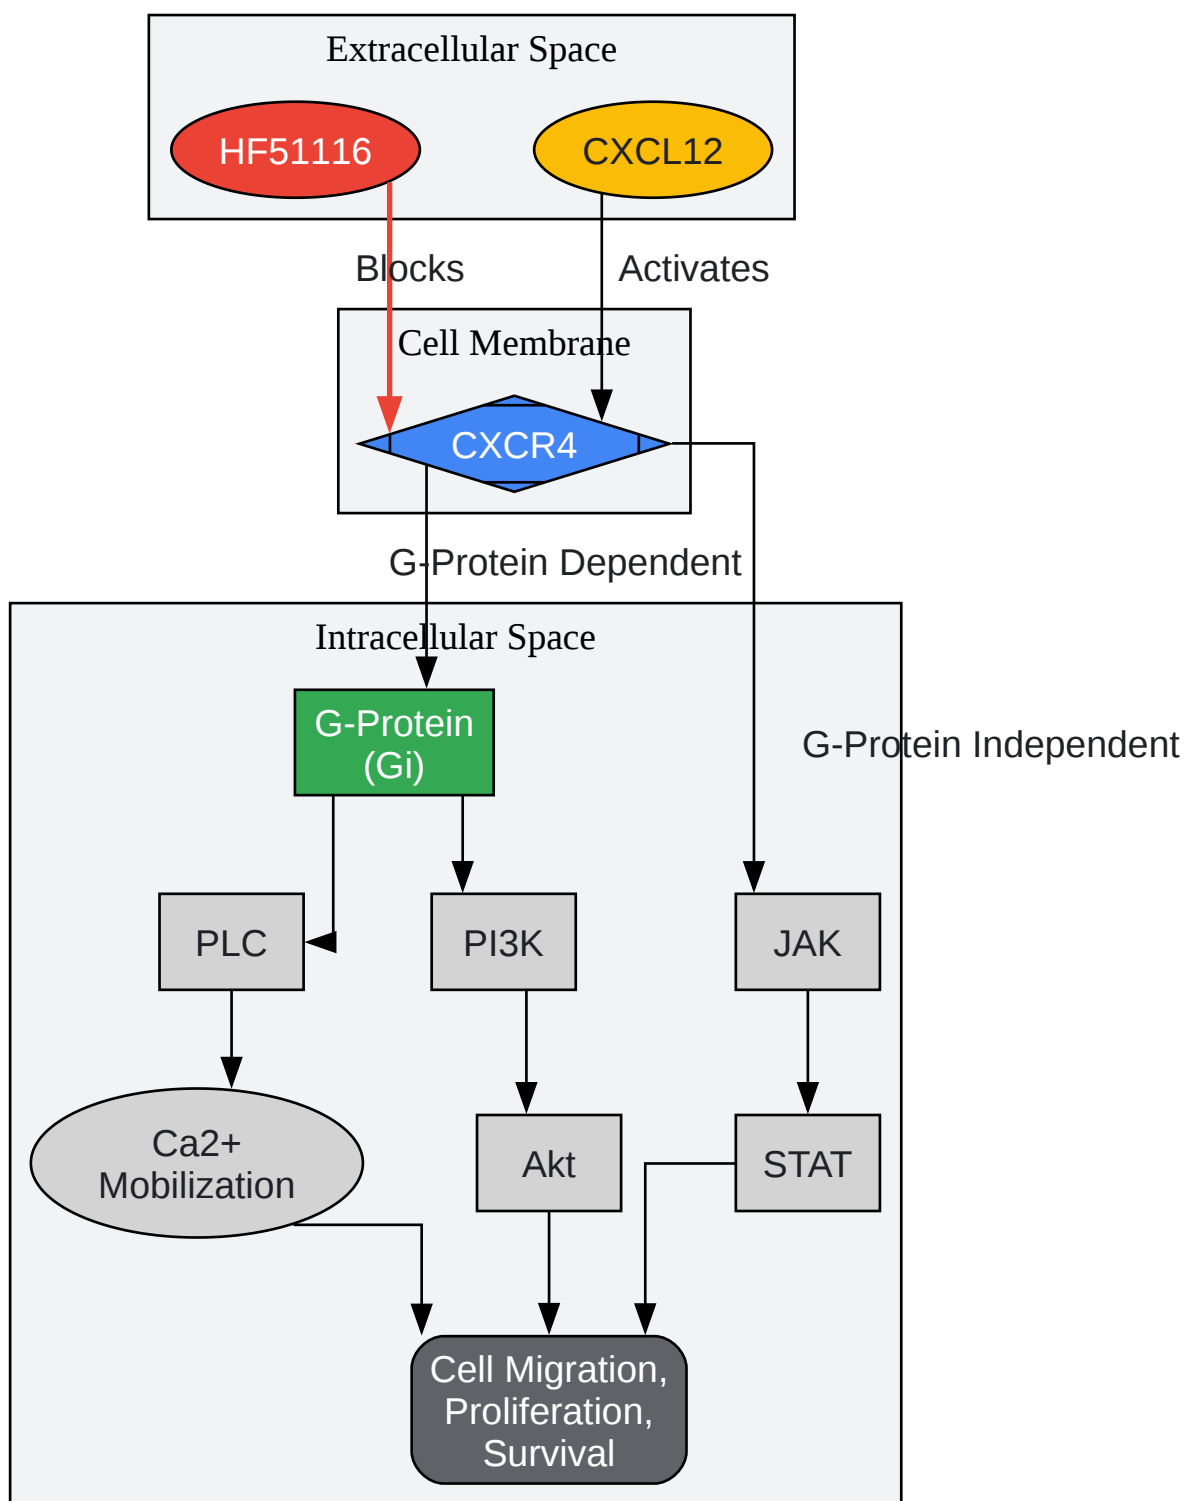 Extracellular Space
HF51116
CXCL12
Blocks
Activates
Cell Membrane
CXCR4
G-Protein Dependent
Intracellular Space
G-Protein
(Gi)
G-Protein Independent
PLC
PI3K
JAK
Ca2+
Mobilization
Akt
STAT
Cell Migration,
Proliferation,
Survival